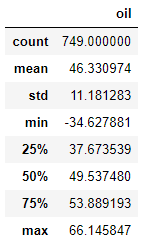 oil
count 749.000000
mean 46.330974
std 11.181283
min -34.627881
25% 37.673539
50% 49.537480
75% 53.889193
max 66.145847